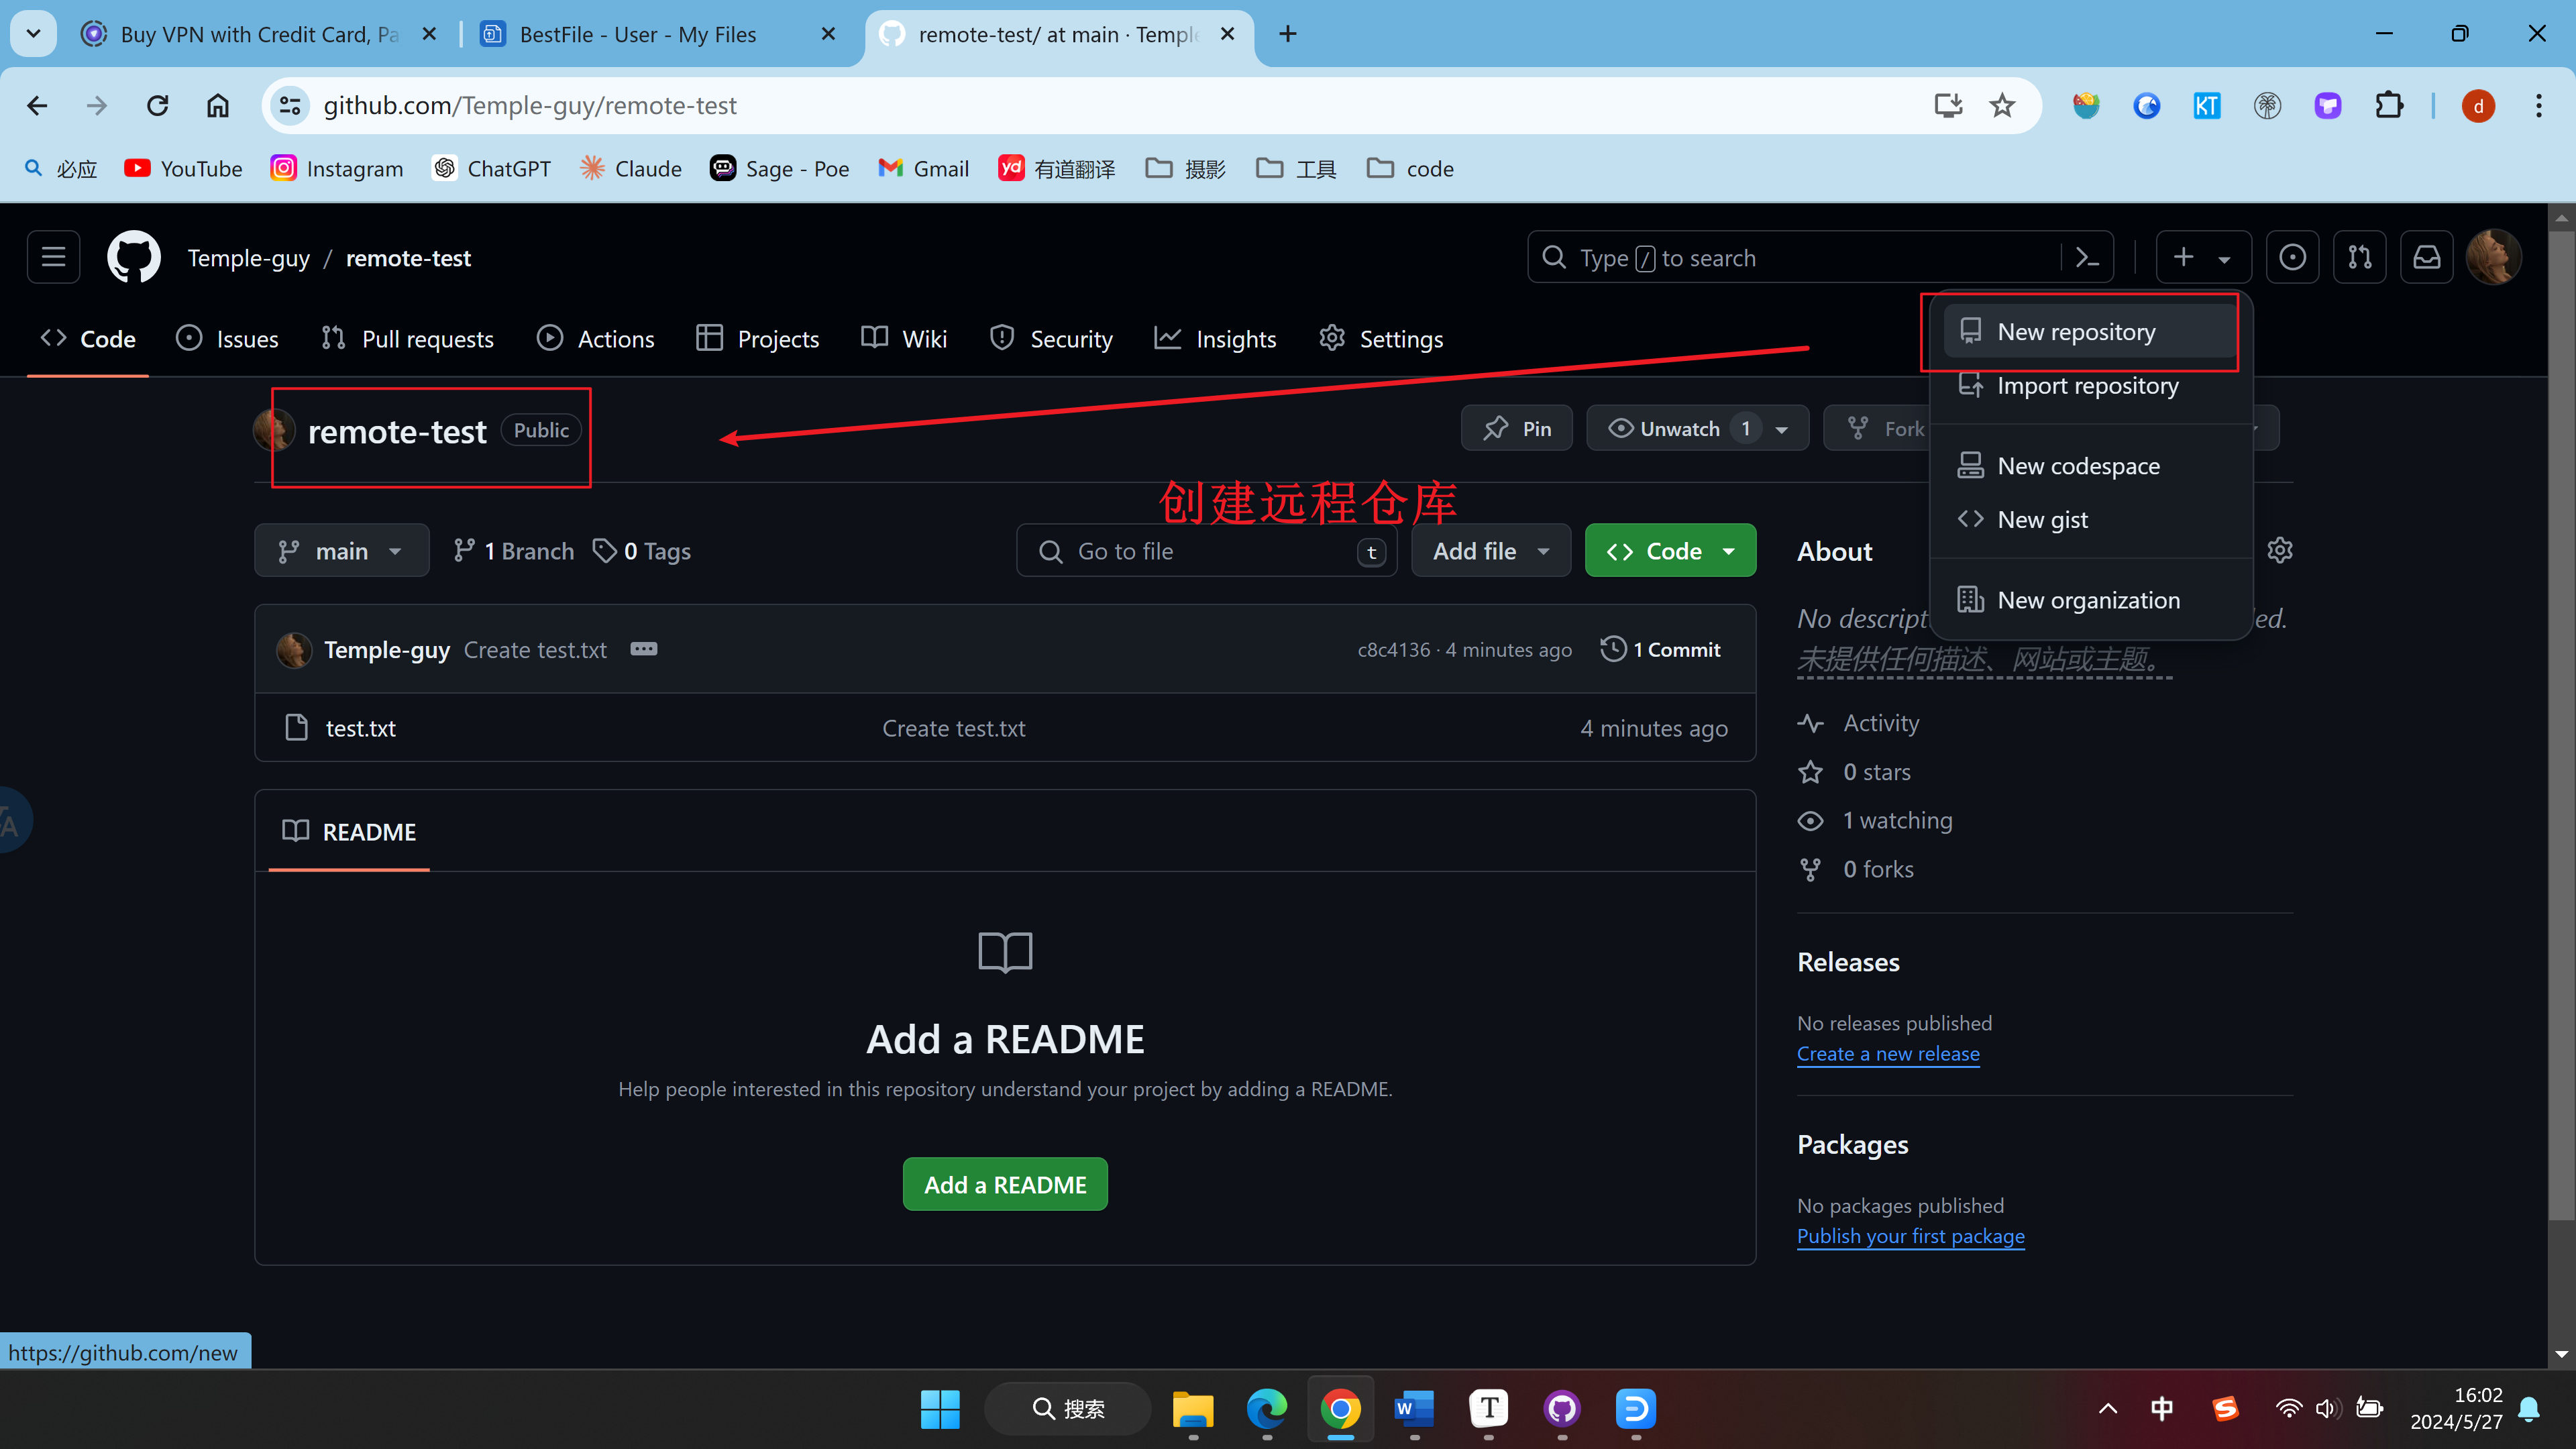 Buy VPN with Credit Card, Pa
BestFile - User - My Files
remote-test/ at main · Temple
github.com/Temple-guy/remote-test
KT
d
必应
YouTube
Instagram
ChatGPT
Claude
Sage - Poe
Gmail
yd 有道翻译
摄影
工具
code
Temple-guy / remote-test
Type / to search
Code
Issues
Pull requests
Actions
Projects
Wiki
Security
Insights
Settings
New repository
Import repository
New codespace
New gist
New organization
remote-test Public
Pin
Unwatch 1
Fork
创建远程仓库
main
1 Branch
0 Tags
Go to file t
Add file
Code
About
No descript
ed.
未提供任何描述、网站或主题。
Temple-guy Create test.txt
c8c4136 · 4 minutes ago
1 Commit
test.txt
Create test.txt
4 minutes ago
Activity
0 stars
1 watching
0 forks
README
Add a README
Help people interested in this repository understand your project by adding a README.
Add a README
Releases
No releases published
Create a new release
Packages
No packages published
Publish your first package
https://github.com/new
搜索
W
T
中
S
16:02
2024/5/27